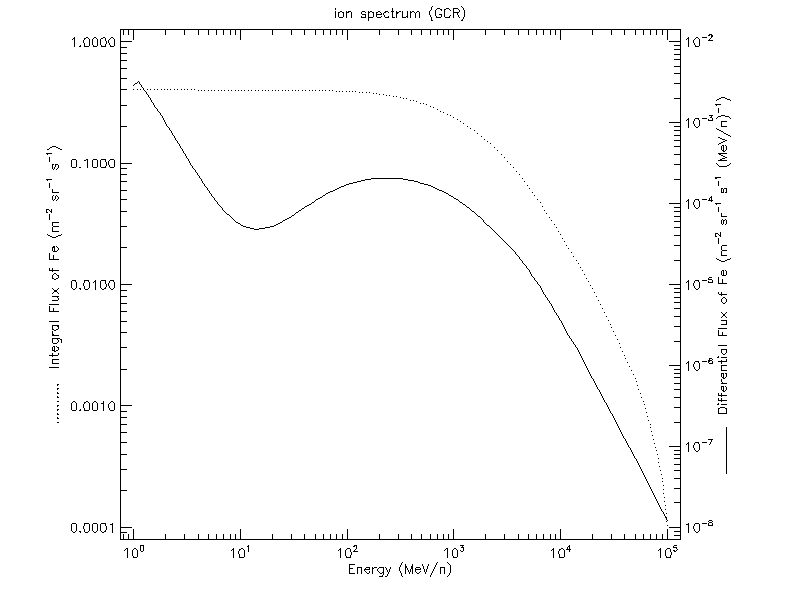 ion spectrum (GCR)
1.0000
0.1000
0.0100
0.0010
0.0001
Integral Flux of Fe (m⁻² sr⁻¹ s⁻¹)
10⁻²
10⁻³
10⁻⁴
10⁻⁵
10⁻⁶
10⁻⁷
10⁻⁸
Differential Flux of Fe (m⁻² sr⁻¹ s⁻¹ (MeV/n)⁻¹)
10⁰ 10¹ 10² 10³ 10⁴ 10⁵
Energy (MeV/n)